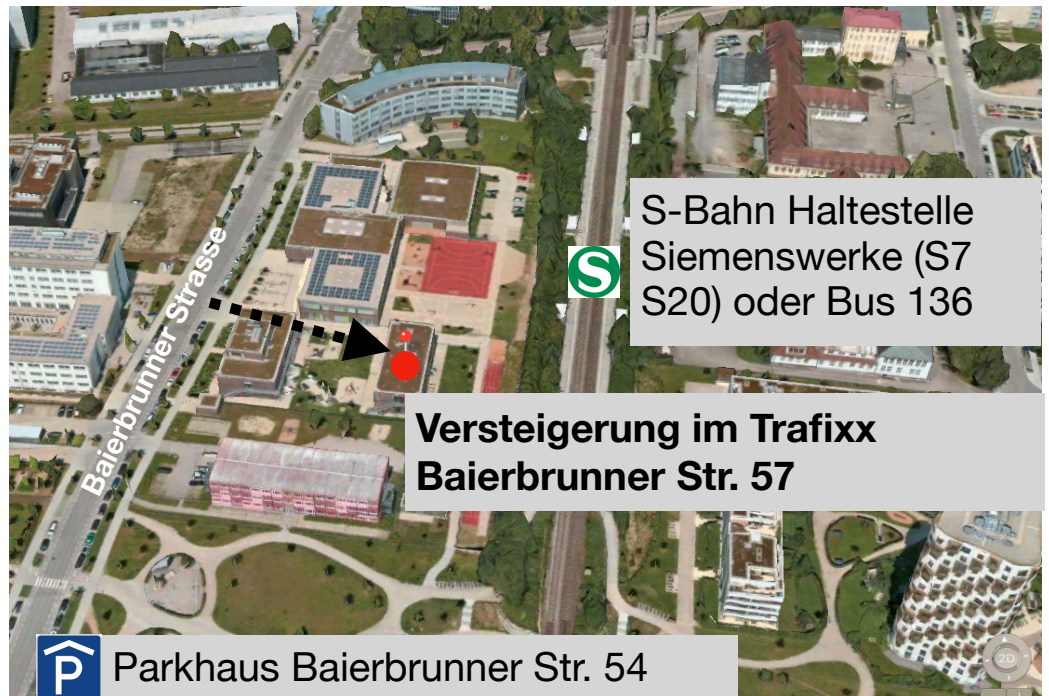 S-Bahn Haltestelle
Siemenswerke (S7
S20) oder Bus 136
S
Baierbrunner Strasse
Versteigerung im Trafixx
Baierbrunner Str. 57
P
Parkhaus Baierbrunner Str. 54
2D